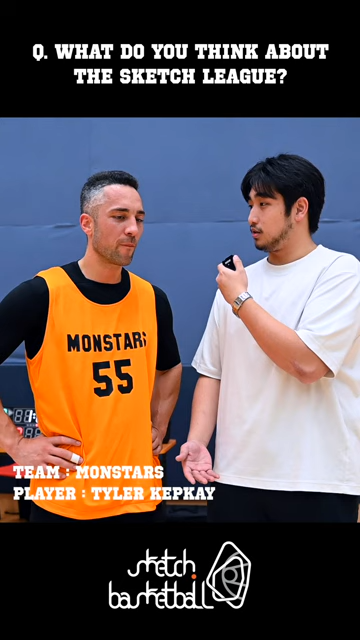 Q. WHAT DO YOU THINK ABOUT
THE SKETCH LEAGUE?
MONSTARS
55
TEAM : MONSTARS
PLAYER : TYLER KEPKAY
sketch
basketball